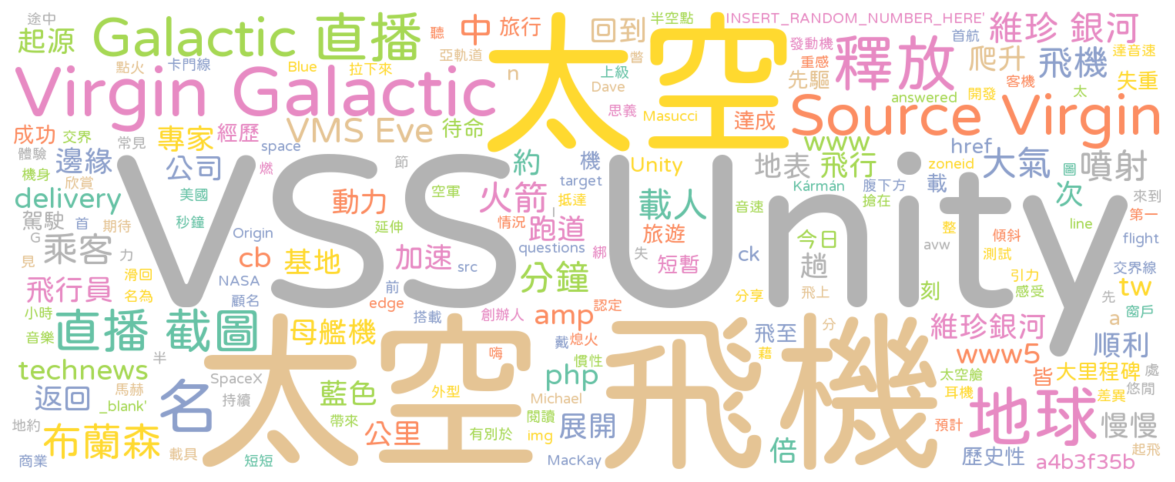 途中
起源
Galactic 直播
聽
中
旅行
太空
回到
半空點
INSERT_RANDOM_NUMBER_HERE'
維珍 銀河
首航
達音速
點火
卡門線
亞軌道
Virgin Galactic
Blue
拉下來
n
上級
Dave
思義
Masucci
釋放
發動機
重感
先驅
爬升
客機
飛機
失重
太
answered
開發
成功
交界
常見
專家
經歷
VMS Eve
待命
達成
Source Virgin
體驗
機身
欣賞
邊緣
公司
space
美國
約
機
Unity
www
地表
飛行
href
zoneid
大氣
圖
噴射
delivery
燃
動力
節
空軍
火箭
target
抵達
載人
Kármán
腹下方
搶在
載
次
來到
line
第一
駕駛
首
期待
秒鐘
Origin
延伸
情況
跑道
旅遊
音速
VSS Unity
G
乘客
力
cb
基地
加速
questions
綁
失
短暫
ck
今日
趟
avw
整
傾斜
測試
交界線
flight
見
滑回
NASA
src
分鐘
分享
飛上
刻
引力
感受
先
tw
飛行員
名為
顧名
前
edge
搭載
創辦人
amp
認定
小時
音樂
直播 截圖
母艦機
戴
熄火
飛至
分
維珍銀河
a
窗戶
順利
半
嗨
慣性
藉
www5
皆
處
technews
SpaceX
藍色
外型
php
太空艙
大里程碑
悠閒
_blank'
馬赫
持續
太空飛機
Michael
耳機
差異
返回
名
帶來
閱讀
地球
慢慢
地約
布蘭森
公里
有別於
img
展開
預計
起飛
商業
載具
短短
MacKay
倍
歷史性
a4b3f35b